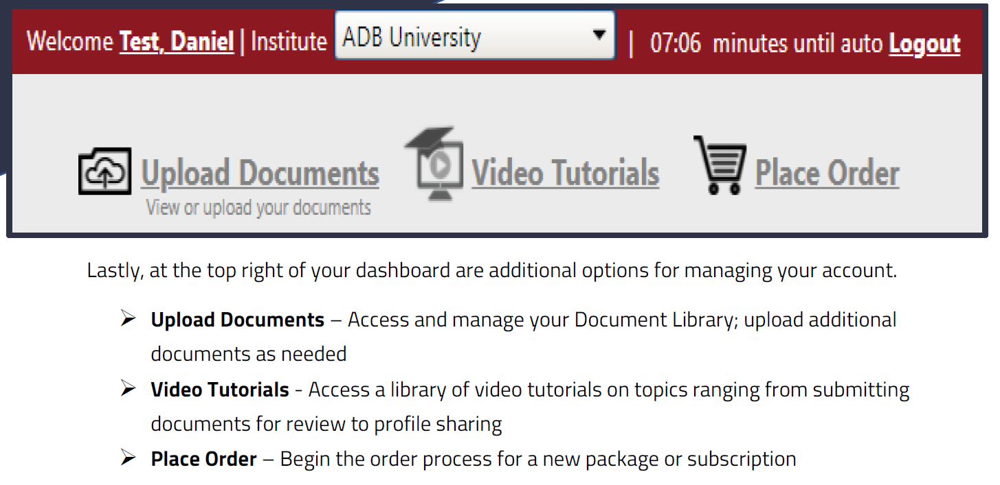 Welcome Test, Daniel | Institute ADB University | 07:06 minutes until auto Logout
Upload Documents Video Tutorials Place Order
View or upload your documents
Lastly, at the top right of your dashboard are additional options for managing your account.
➢ Upload Documents – Access and manage your Document Library; upload additional
documents as needed
➢ Video Tutorials - Access a library of video tutorials on topics ranging from submitting
documents for review to profile sharing
➢ Place Order – Begin the order process for a new package or subscription